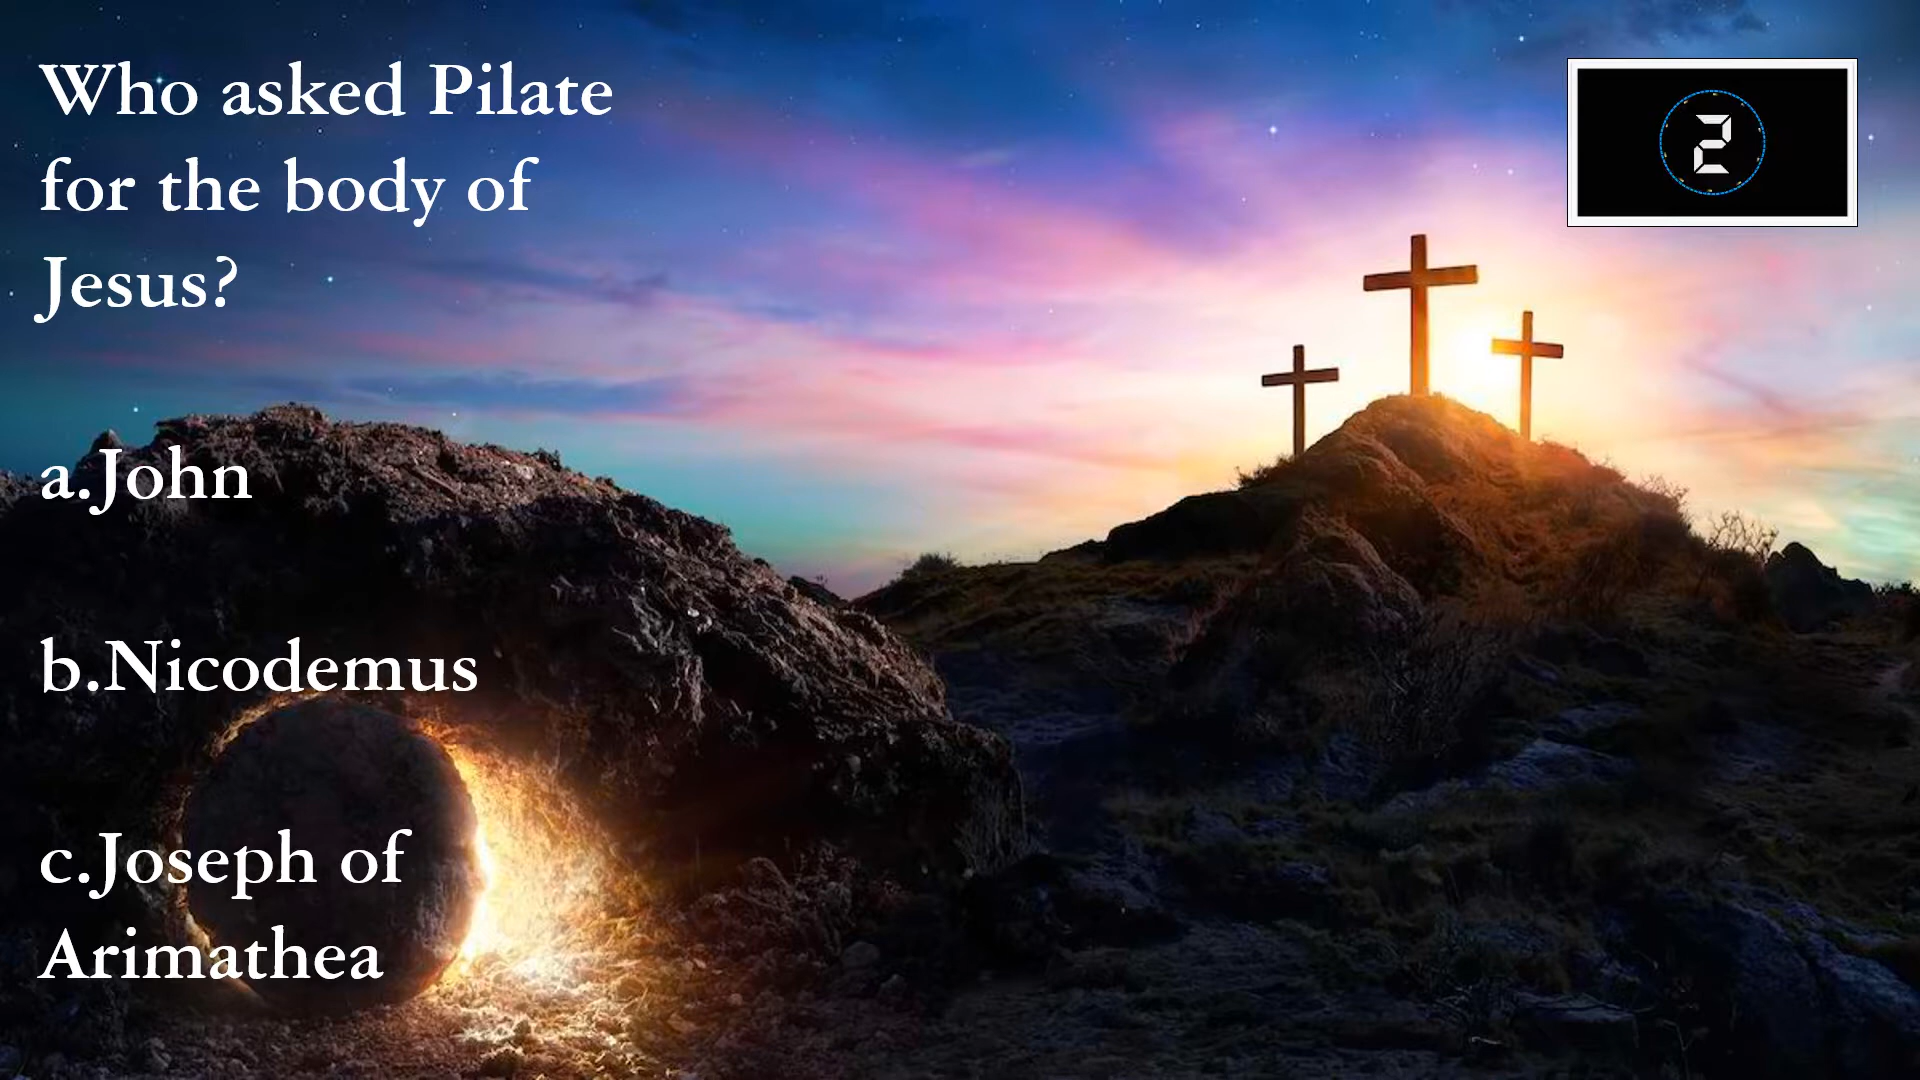 Who asked Pilate
for the body of
Jesus?
a.John
b.Nicodemus
c.Joseph of
Arimathea
2